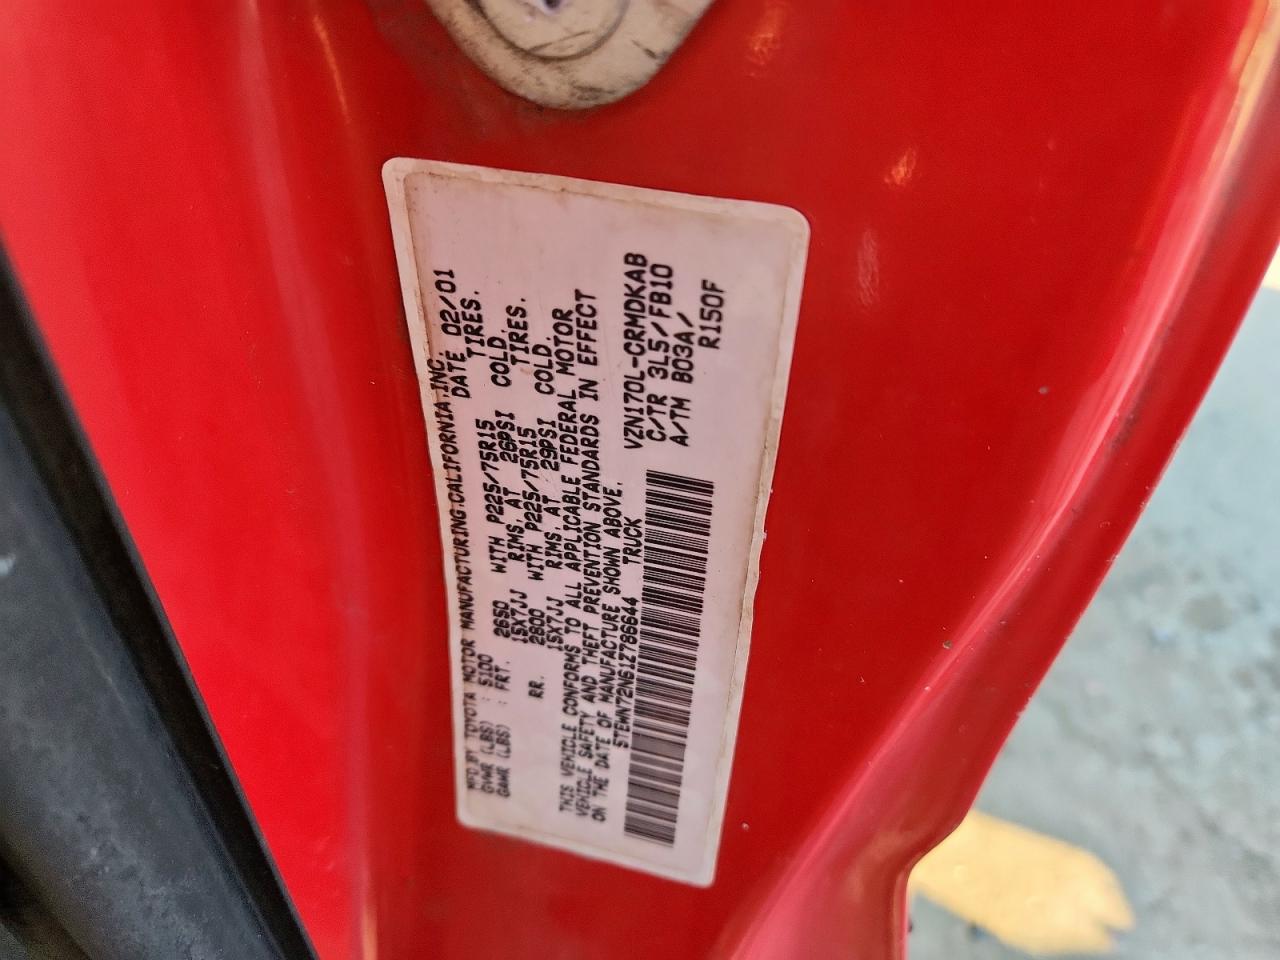 MFD BY TOYOTA MOTOR MANUFACTURING,CALIFORNIA,INC.
GVWR (LBS) : 5100 DATE 02/01
GAWR (LBS) : FRT. 2650 WITH P225/75R15 TIRES.
15X7JJ RIMS, AT 26PSI COLD.
RR. 2800 WITH P225/75R15 TIRES.
15X7JJ RIMS, AT 29PSI COLD.
THIS VEHICLE CONFORMS TO ALL APPLICABLE FEDERAL MOTOR
VEHICLE SAFETY AND THEFT PREVENTION STANDARDS IN EFFECT
ON THE DATE OF MANUFACTURE SHOWN ABOVE.
5TEWN72N61Z786644 TRUCK
VZN170L-CRMDKAB
C/TR 3L5/FB10
A/TM B03A/
R150F